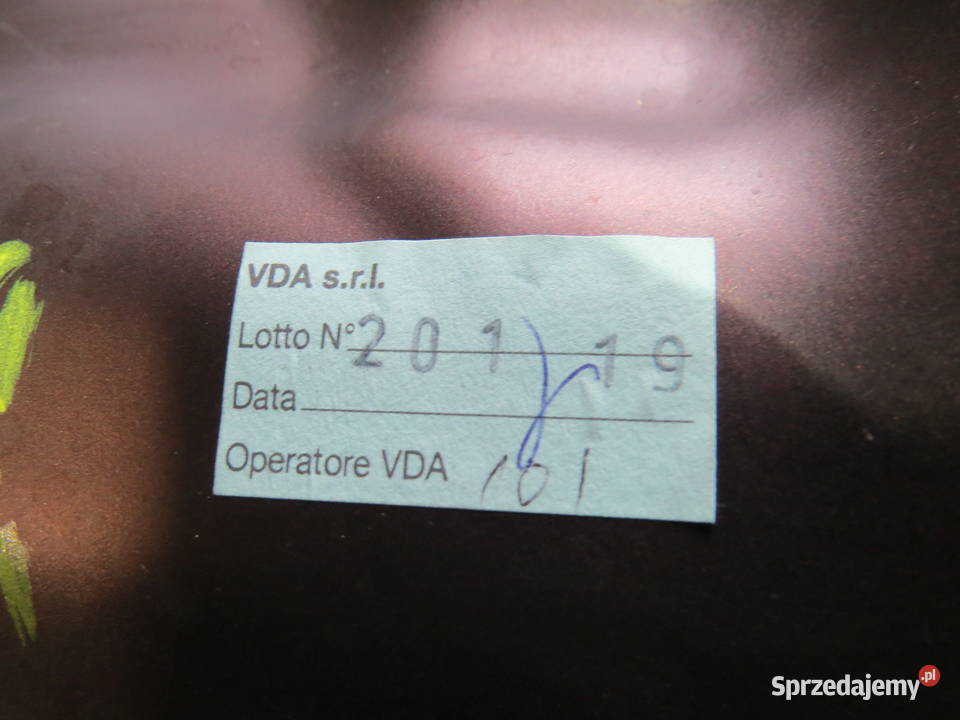 VDA s.r.l.
Lotto N° 201 19
Data
Operatore VDA 101
Sprzedajemy.pl